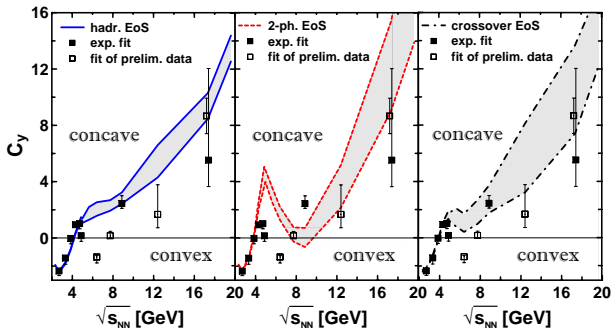 hadr. EoS
exp. fit
fit of prelim. data
concave
convex
2-ph. EoS
exp. fit
fit of prelim. data
concave
convex
crossover EoS
exp. fit
fit of prelim. data
concave
convex
C_y
16
12
8
4
0
4 8 12 16 20 4 8 12 16 20 4 8 12 16 20
√s_NN [GeV] √s_NN [GeV] √s_NN [GeV]